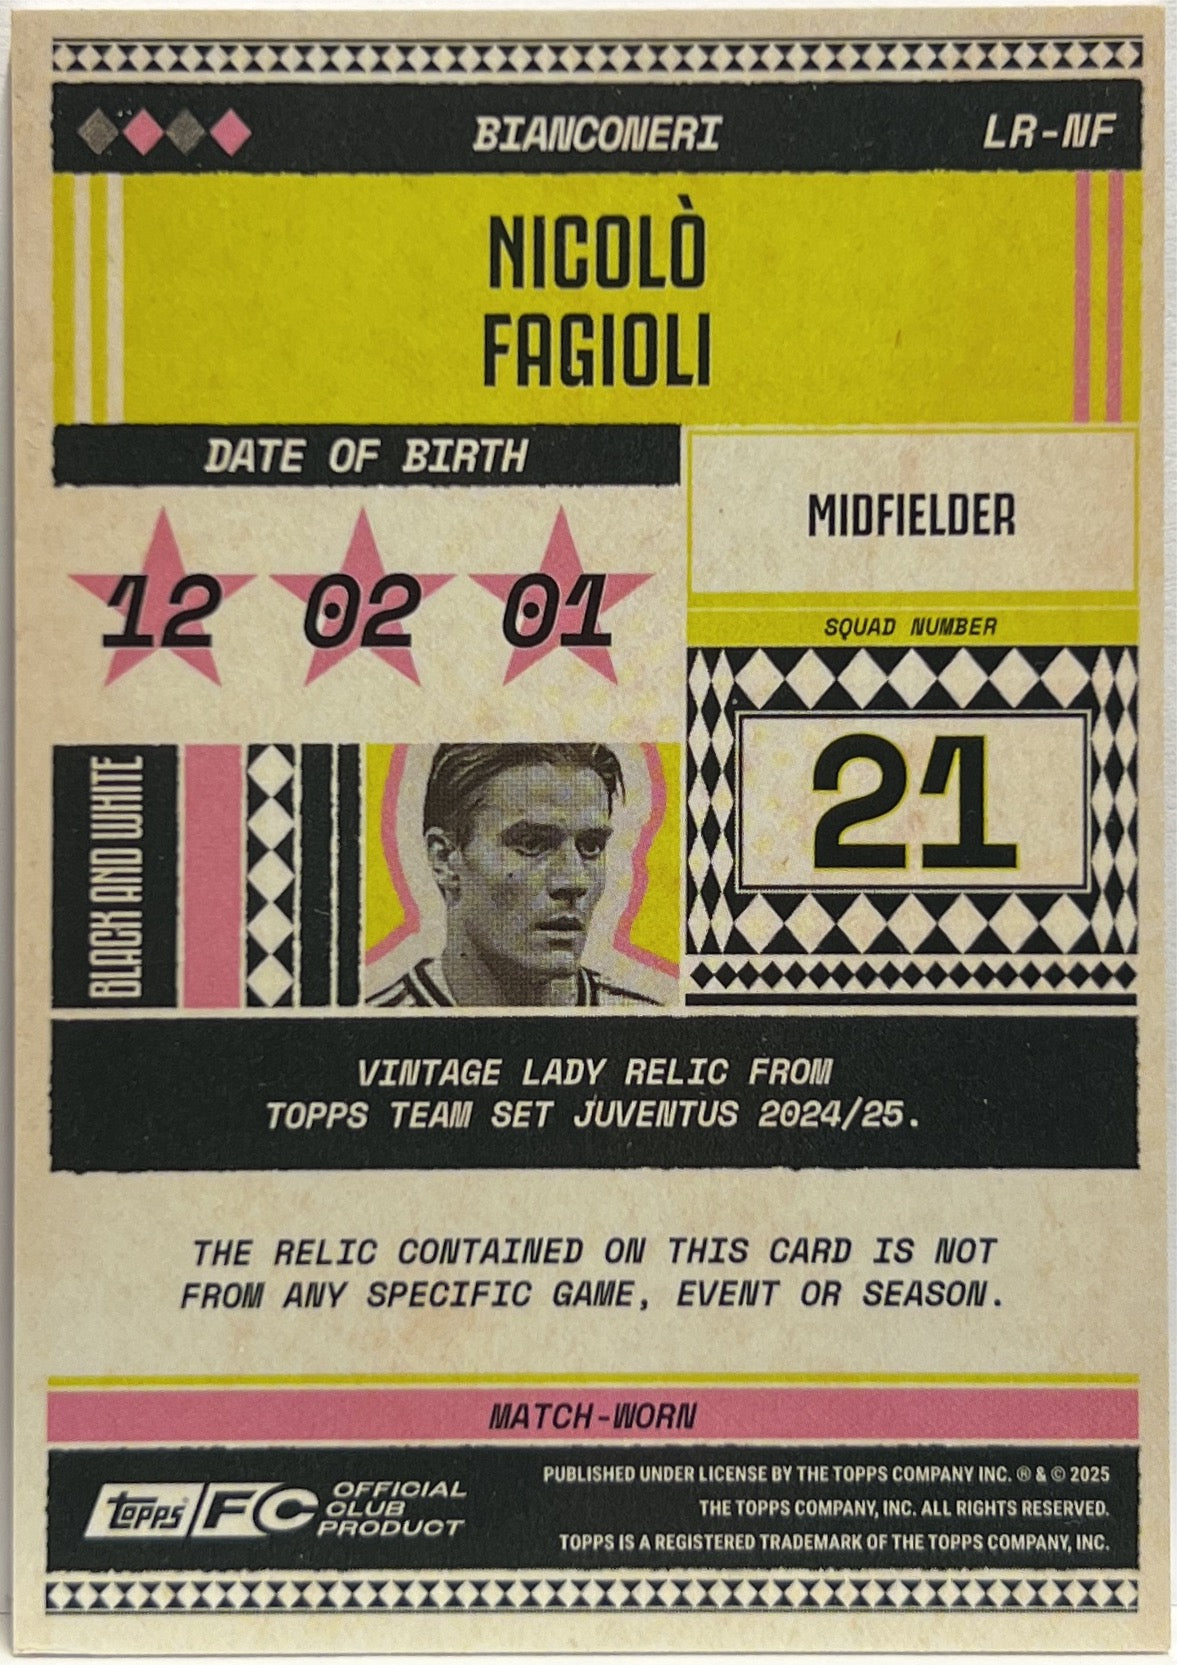 BIANCONERI
LR-NF
NICOLÒ
FAGIOLI
DATE OF BIRTH
12 02 01
MIDFIELDER
SQUAD NUMBER
21
BLACK AND WHITE
VINTAGE LADY RELIC FROM
TOPPS TEAM SET JUVENTUS 2024/25.
THE RELIC CONTAINED ON THIS CARD IS NOT
FROM ANY SPECIFIC GAME, EVENT OR SEASON.
MATCH-WORN
topps FC
OFFICIAL
CLUB
PRODUCT
PUBLISHED UNDER LICENSE BY THE TOPPS COMPANY INC. ® & © 2025
THE TOPPS COMPANY, INC. ALL RIGHTS RESERVED.
TOPPS IS A REGISTERED TRADEMARK OF THE TOPPS COMPANY, INC.